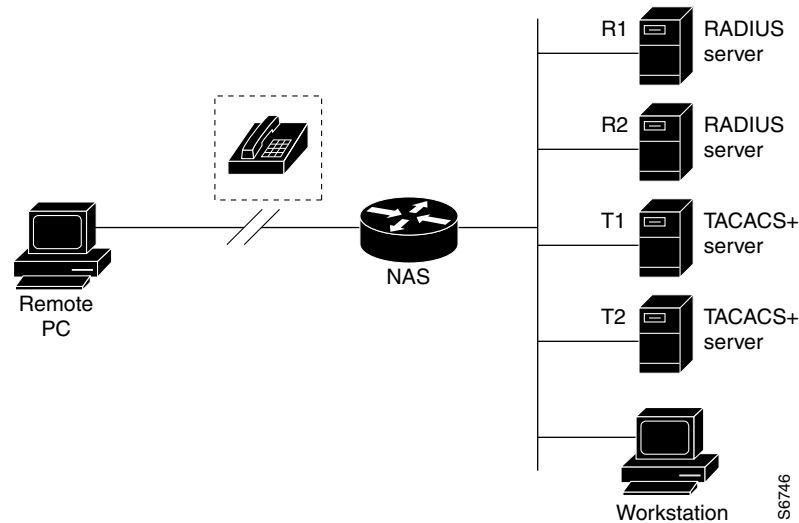 R1 RADIUS
server
R2 RADIUS
server
T1 TACACS+
server
NAS
Remote
PC
T2 TACACS+
server
Workstation
S6746